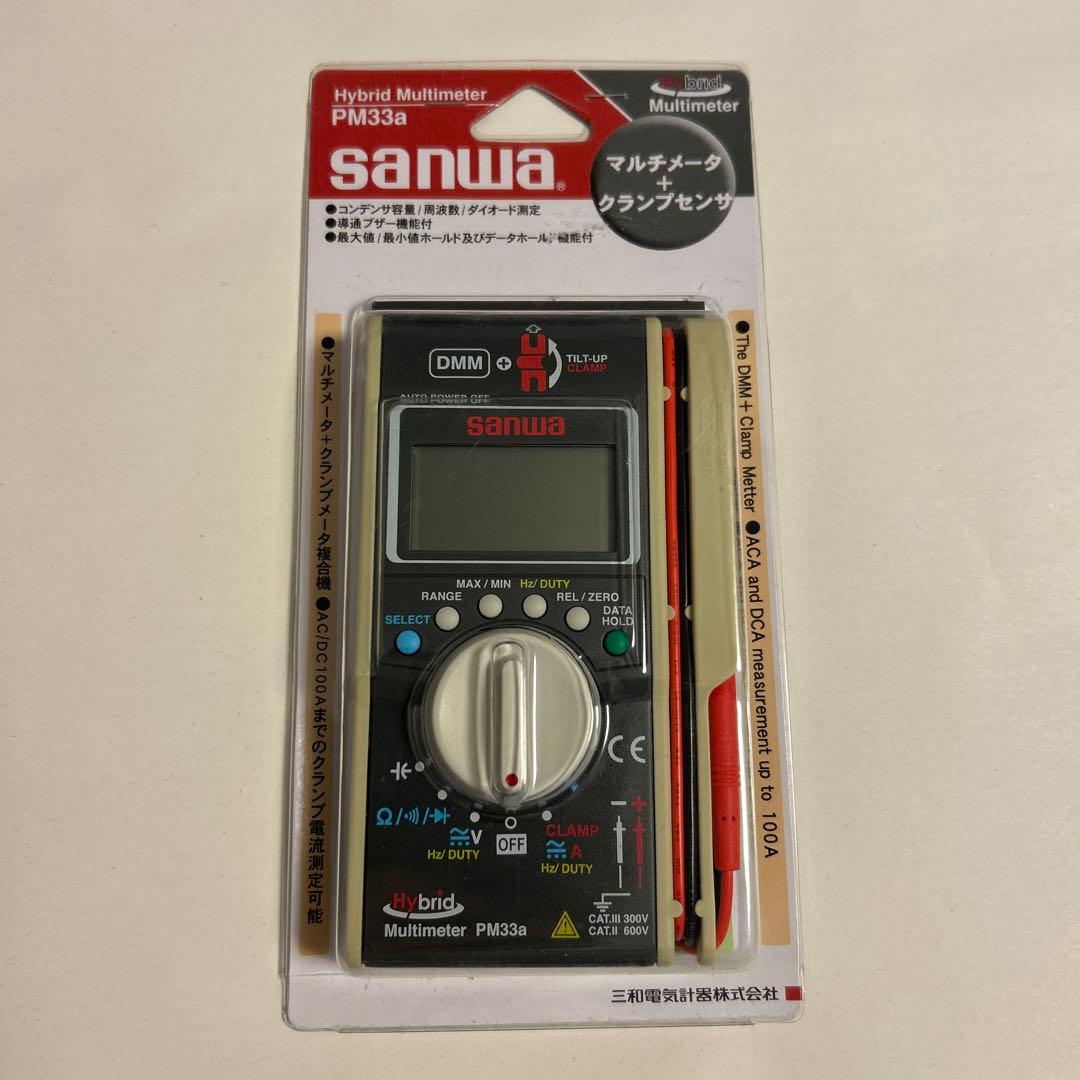 Hybrid Multimeter
PM33a
sanwa®
Hybrid
Multimeter
マルチメータ
+
クランプセンサ
●コンデンサ容量/周波数/ダイオード測定
●導通ブザー機能付
●最大値/最小値ホールド及びデータホールド機能付
●マルチメータ+クランプメータ複合機 ●AC/DC100Aまでのクランプ電流測定可能
●The DMM+Clamp Metter ●ACA and DCA measurement up to 100A
DMM + TILT-UP
CLAMP
AUTO POWER OFF
sanwa
MAX/MIN Hz/DUTY
RANGE REL/ZERO
SELECT DATA
HOLD
CE
Ω/•)))/
V
Hz/DUTY
OFF
CLAMP
A
Hz/DUTY
− +
Hybrid
Multimeter PM33a
CAT.III 300V
CAT.II 600V
三和電気計器株式会社